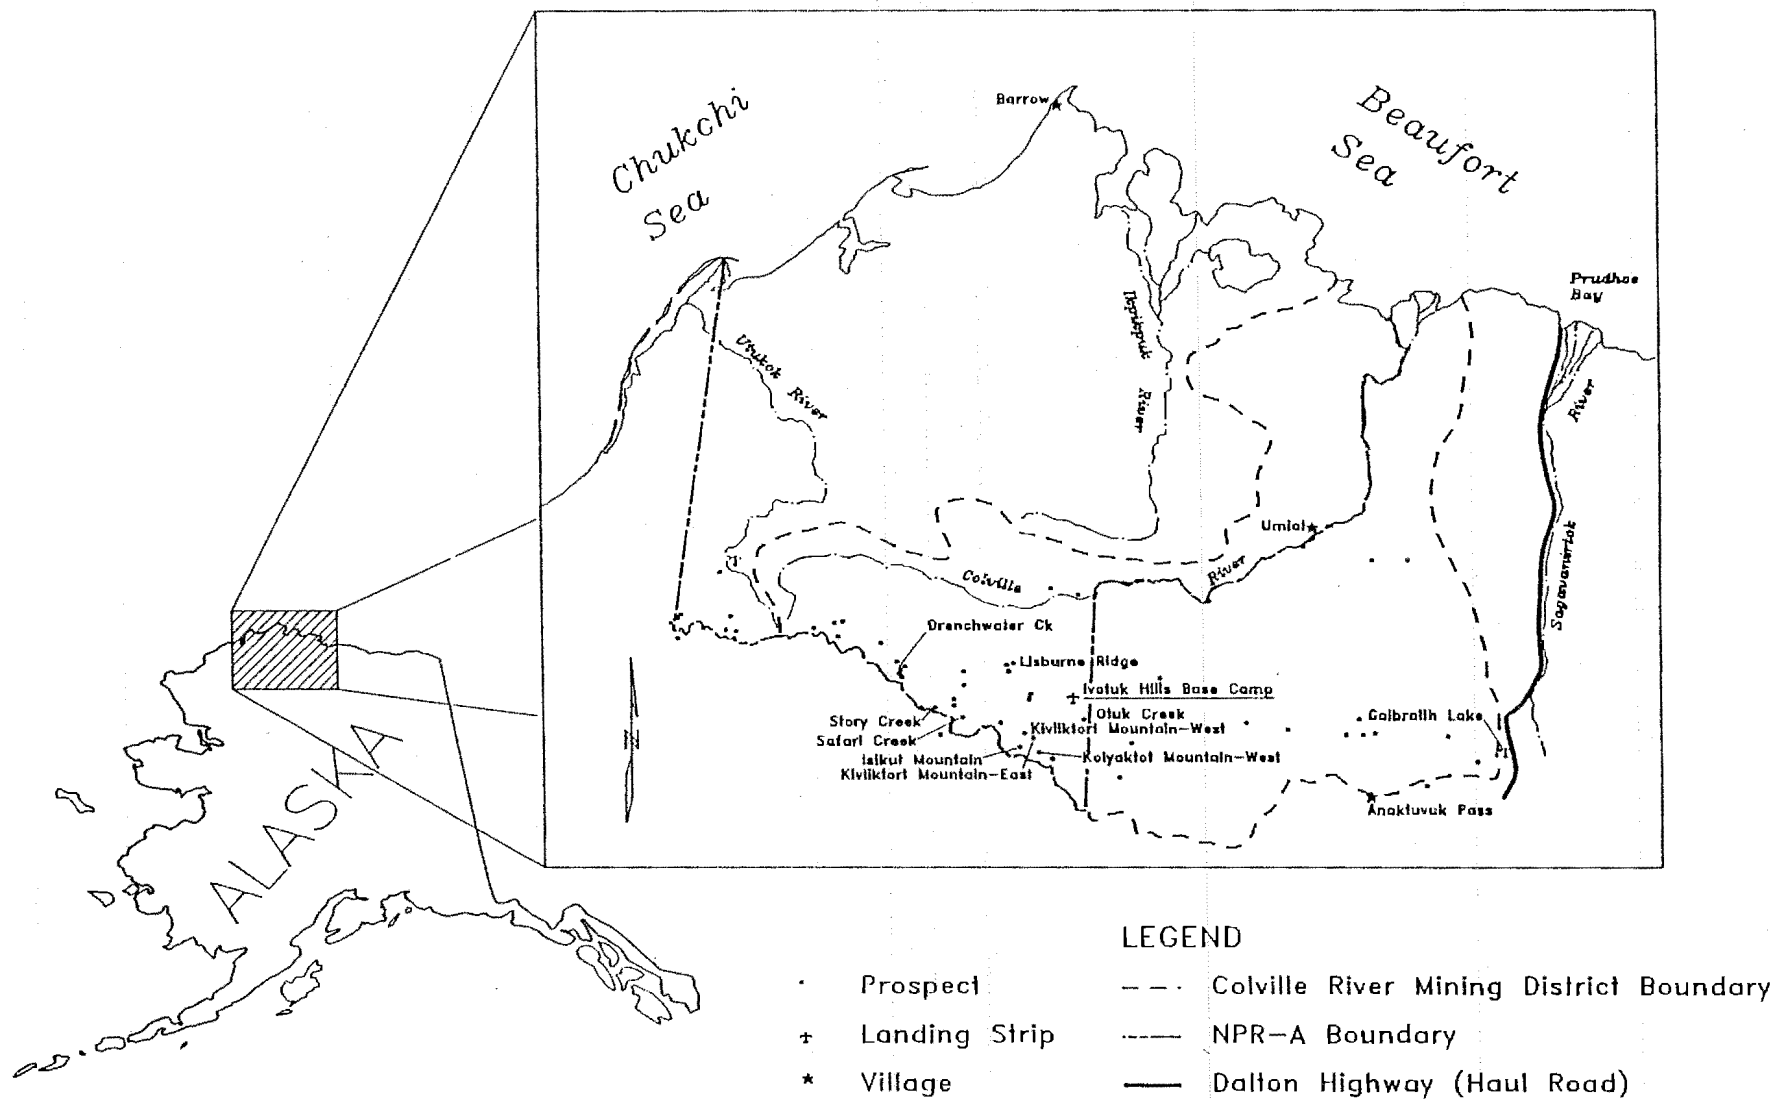 Chukchi
Sea
Barrow
Beaufort
Sea
Prudhoe
Bay
Utukok River
Ikpikpuk River
River
Umiat
Colville River
Sagavanirktok
Drenchwater Ck
Lisburne Ridge
Ivotuk Hills Base Camp
Otuk Creek
Story Creek
Safari Creek
Kivliktort Mountain-West
Galbraith Lake
Isikut Mountain
Kivliktort Mountain-East
Koiyaktot Mountain-West
Anaktuvuk Pass
N
ALASKA
LEGEND
Prospect
Landing Strip
Village
Colville River Mining District Boundary
NPR-A Boundary
Dalton Highway (Haul Road)